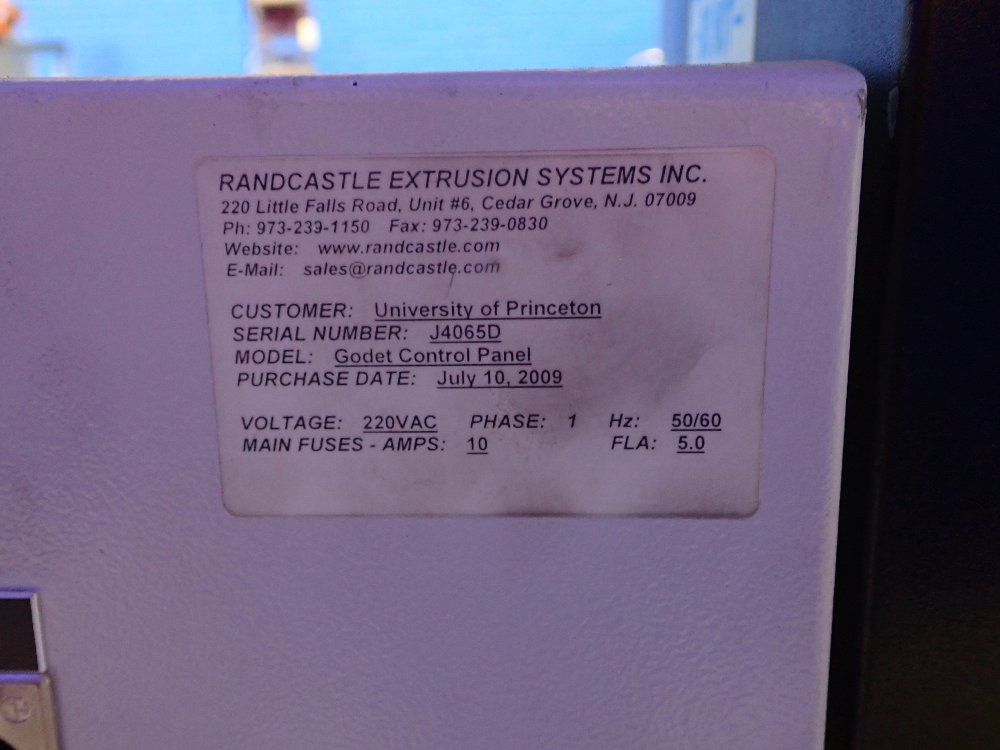 RANDCASTLE EXTRUSION SYSTEMS INC.
220 Little Falls Road, Unit #6, Cedar Grove, N.J. 07009
Ph: 973-239-1150 Fax: 973-239-0830
Website: www.randcastle.com
E-Mail: sales@randcastle.com
CUSTOMER: University of Princeton
SERIAL NUMBER: J4065D
MODEL: Godet Control Panel
PURCHASE DATE: July 10, 2009
VOLTAGE: 220VAC PHASE: 1 Hz: 50/60
MAIN FUSES - AMPS: 10 FLA: 5.0